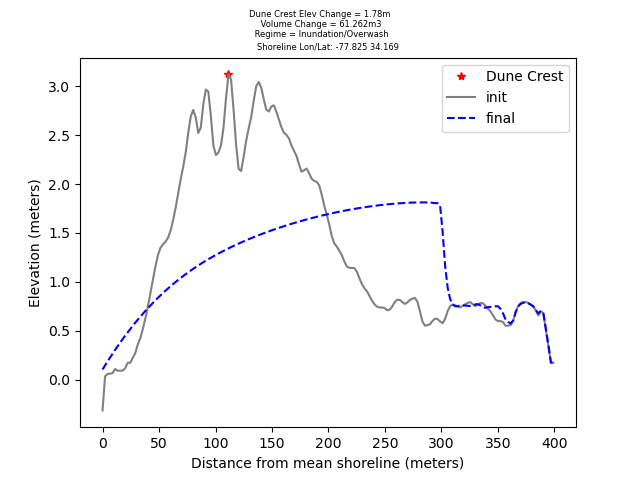 Dune Crest Elev Change = 1.78m
Volume Change = 61.262m3
Regime = Inundation/Overwash
Shoreline Lon/Lat: -77.825 34.169
Dune Crest
init
final
Elevation (meters)
3.0
2.5
2.0
1.5
1.0
0.5
0.0
0 50 100 150 200 250 300 350 400
Distance from mean shoreline (meters)